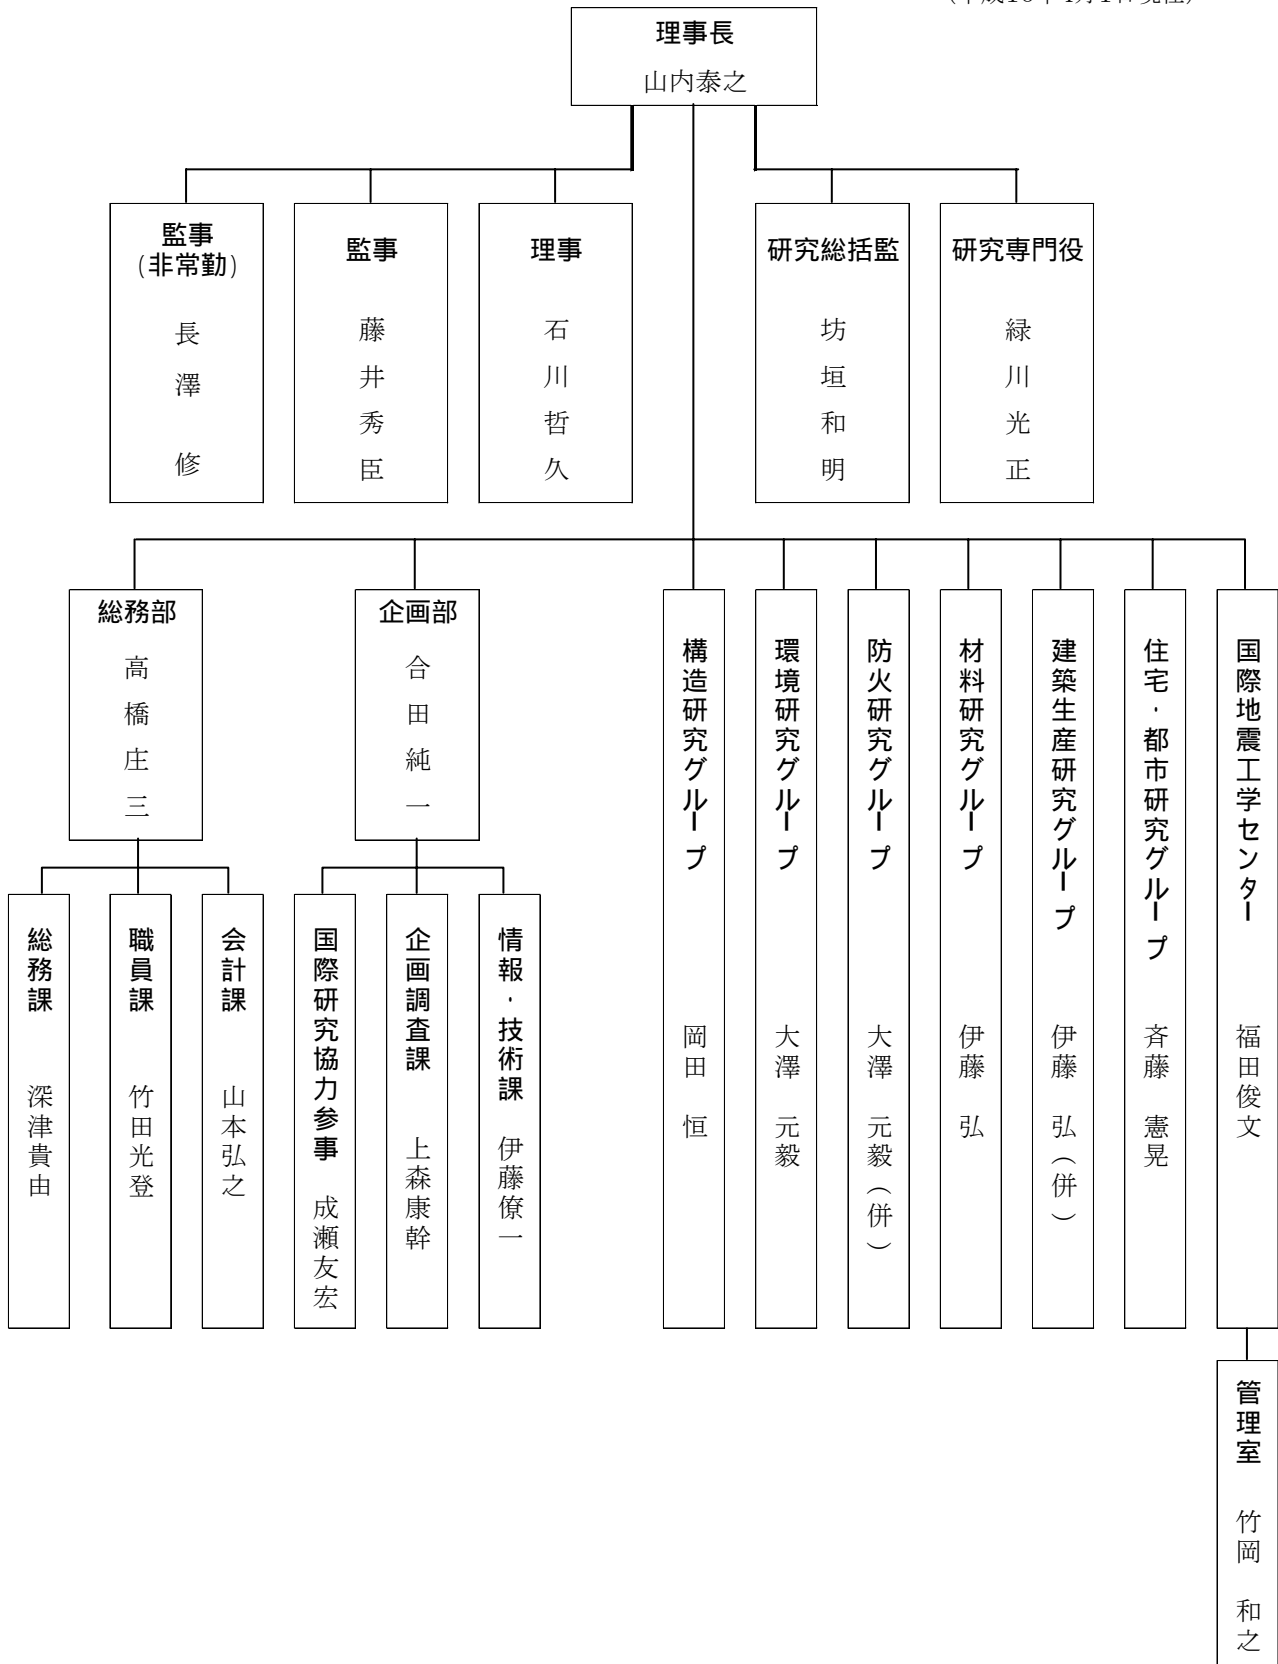 理事長
山内泰之
監事
(非常勤)
長澤 修
監事
藤井秀臣
理事
石川哲久
研究総括監
坊垣和明
研究専門役
緑川光正
総務部
高橋庄三
企画部
合田純一
構造研究グループ 岡田 恒
環境研究グループ 大澤 元毅
防火研究グループ 大澤 元毅(併)
材料研究グループ 伊藤 弘
建築生産研究グループ 伊藤 弘(併)
住宅・都市研究グループ 斉藤 憲晃
国際地震工学センター 福田俊文
総務課 深津貴由
職員課 竹田光登
会計課 山本弘之
国際研究協力参事 成瀬友宏
企画調査課 上森康幹
情報・技術課 伊藤僚一
管理室 竹岡 和之